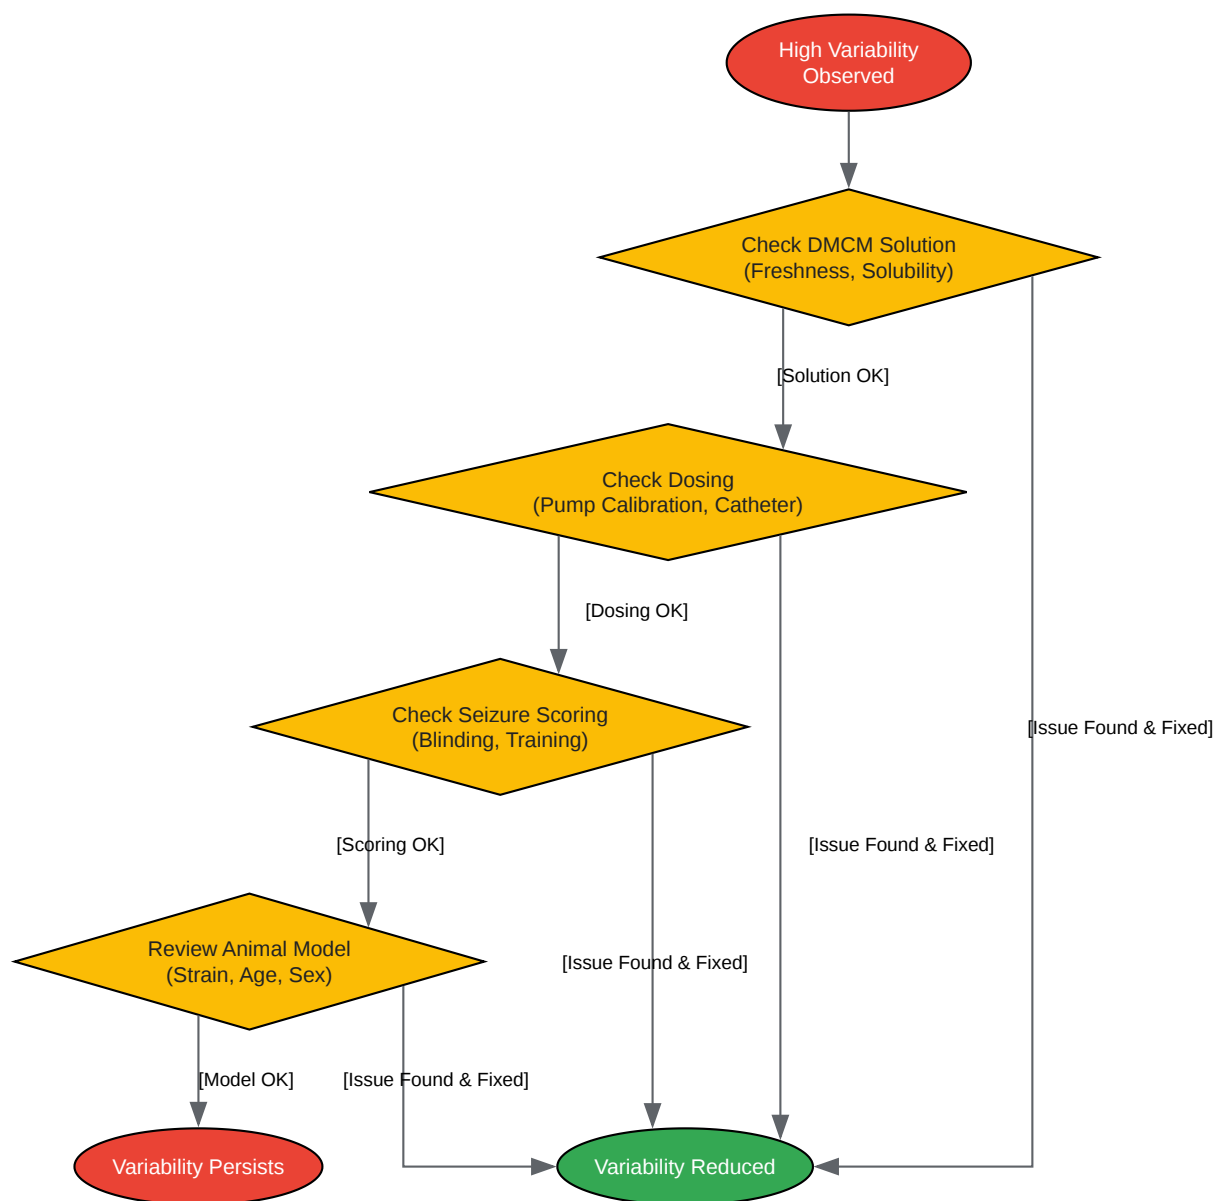 High Variability
Observed
Check DMCM Solution
(Freshness, Solubility)
[Solution OK]
Check Dosing
(Pump Calibration, Catheter)
[Dosing OK]
Check Seizure Scoring
(Blinding, Training)
[Issue Found & Fixed]
[Scoring OK]
[Issue Found & Fixed]
Review Animal Model
(Strain, Age, Sex)
[Issue Found & Fixed]
[Model OK]
[Issue Found & Fixed]
Variability Persists
Variability Reduced